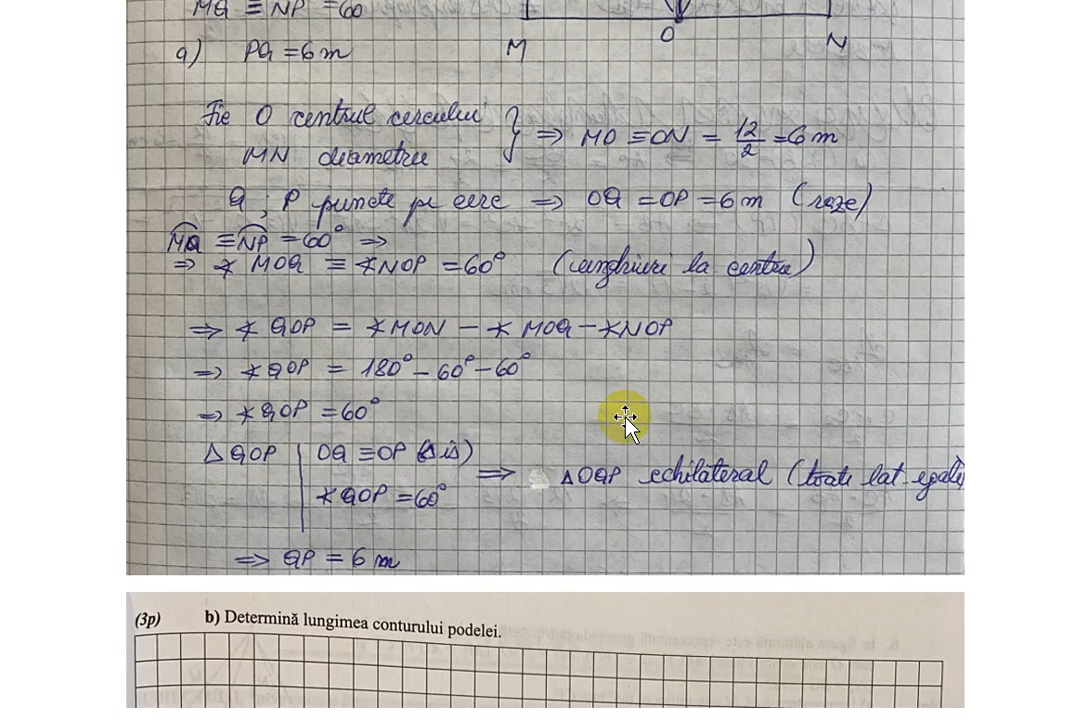 MQ ≡ NP = 60
M O N
a) PQ = 6 m
Fie O centrul cercului
MN diametru } ⇒ MO ≡ ON = 12/2 = 6 m
Q ; P puncte pe cerc ⇒ OQ = OP = 6 m (raze)
MQ ≡ NP = 60° ⇒
⇒ ∢ MOQ ≡ ∢NOP = 60° (unghiuri la centru)
⇒ ∢ QOP = ∢MON - ∢ MOQ - ∢NOP
⇒ ∢QOP = 180° - 60° - 60°
⇒ ∢QOP = 60°
Δ QOP | OQ ≡ OP (Δ is)
∢QOP = 60° ⇒ ΔOQP echilateral (toate lat. egale)
⇒ QP = 6 m
(3p) b) Determină lungimea conturului podelei.